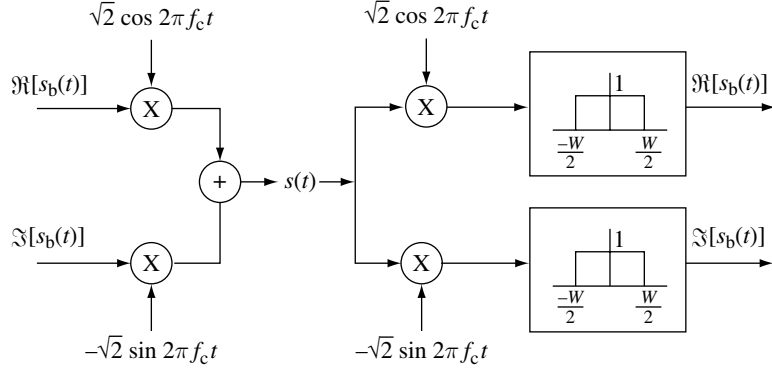 √2 cos 2πf_c t
√2 cos 2πf_c t
ℜ[s_b(t)]
X
X
1
−W/2
W/2
ℜ[s_b(t)]
+
s(t)
ℑ[s_b(t)]
X
X
1
−W/2
W/2
ℑ[s_b(t)]
−√2 sin 2πf_c t
−√2 sin 2πf_c t